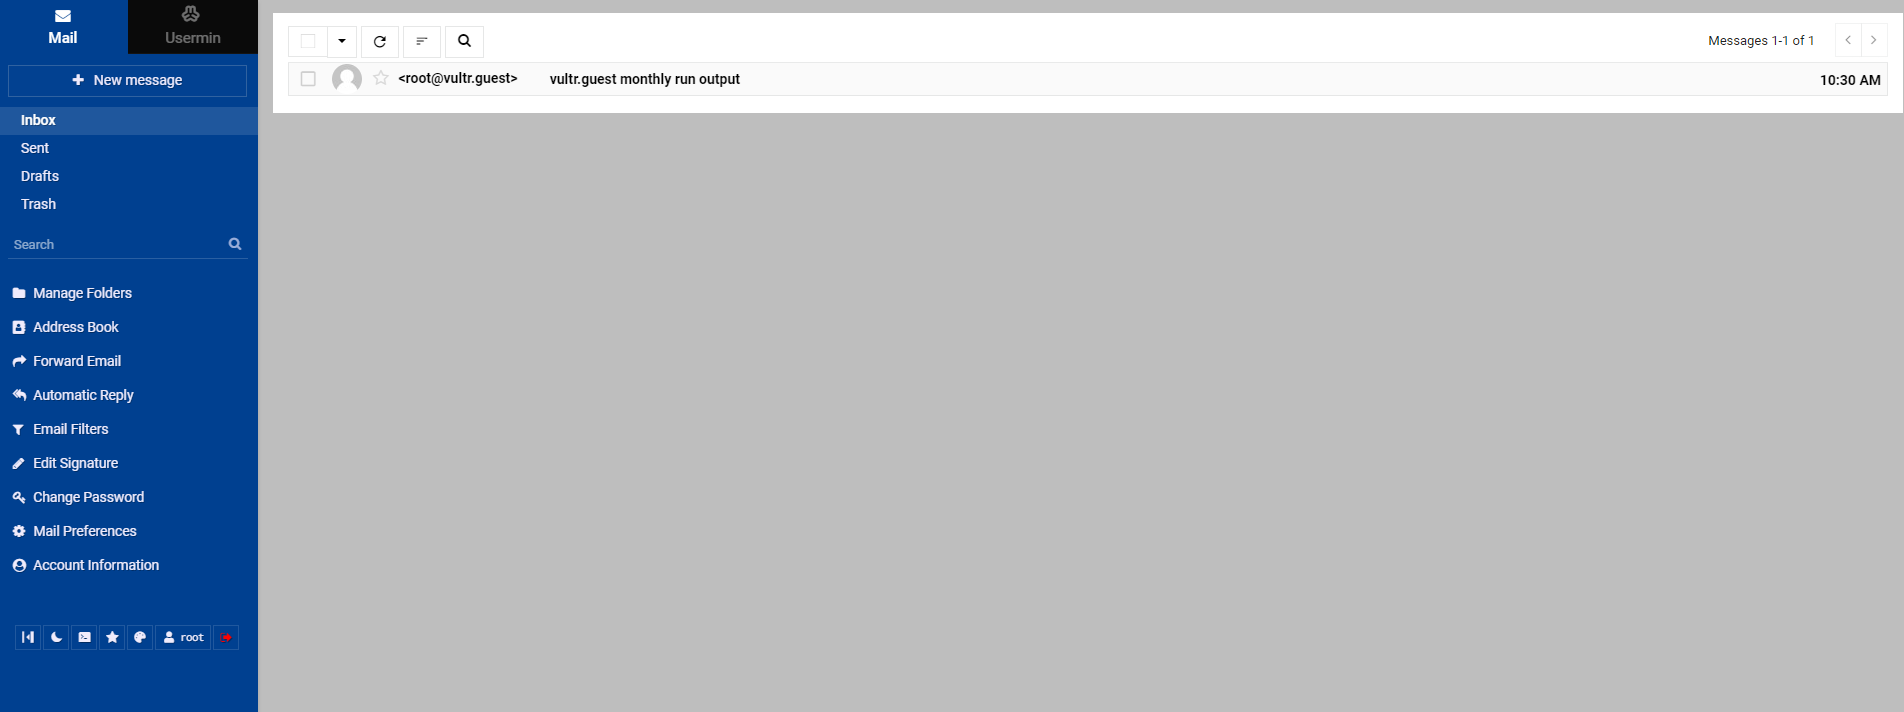 Mail
Usermin
New message
Inbox
Sent
Drafts
Trash
Search
Manage Folders
Address Book
Forward Email
Automatic Reply
Email Filters
Edit Signature
Change Password
Mail Preferences
Account Information
root
Messages 1-1 of 1
<root@vultr.guest> vultr.guest monthly run output 10:30 AM